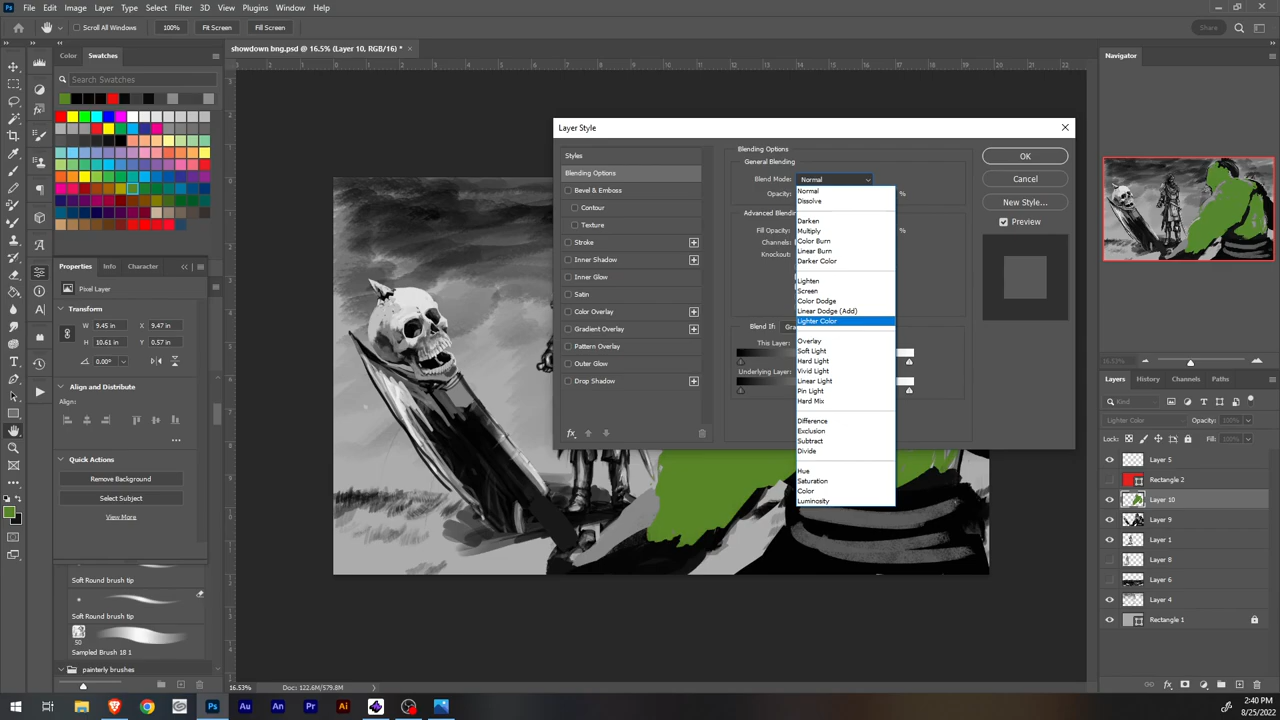 File Edit Image Layer Type Select Filter 3D View Plugins Window Help
Scroll All Windows 100% Fit Screen Fill Screen Share
showdown bng.psd @ 16.5% (Layer 10, RGB/16) *
Color Swatches
Search Swatches
Navigator
Layer Style
Styles
Blending Options
Bevel & Emboss
Contour
Texture
Stroke
Inner Shadow
Inner Glow
Satin
Color Overlay
Gradient Overlay
Pattern Overlay
Outer Glow
Drop Shadow
Blending Options
General Blending
Blend Mode: Normal
Opacity: %
Fill Opacity: %
Channels:
Knockout:
Blend If:
This Layer:
Underlying Layer:
Normal
Dissolve
Darken
Multiply
Color Burn
Linear Burn
Darker Color
Lighten
Screen
Color Dodge
Linear Dodge (Add)
Lighter Color
Overlay
Soft Light
Hard Light
Vivid Light
Linear Light
Pin Light
Hard Mix
Difference
Exclusion
Subtract
Divide
Hue
Saturation
Color
Luminosity
OK
Cancel
New Style...
Preview
Properties Info Character
Pixel Layer
Transform
W: 9.45 in X: 9.47 in
H: 10.61 in Y: 0.57 in
0.00°
Align and Distribute
Align:
Quick Actions
Remove Background
Select Subject
View More
Soft Round brush tip
Soft Round brush tip
50
Sampled Brush 18 1
painterly brushes
16.53%
Layers History Channels Paths
Kind
Lighter Color Opacity: 100%
Lock: Fill: 100%
Layer 5
Rectangle 2
Layer 10
Layer 9
Layer 1
Layer 8
Layer 6
Layer 4
Rectangle 1
16.53% Doc: 122.6M/579.8M
2:40 PM
8/25/2022